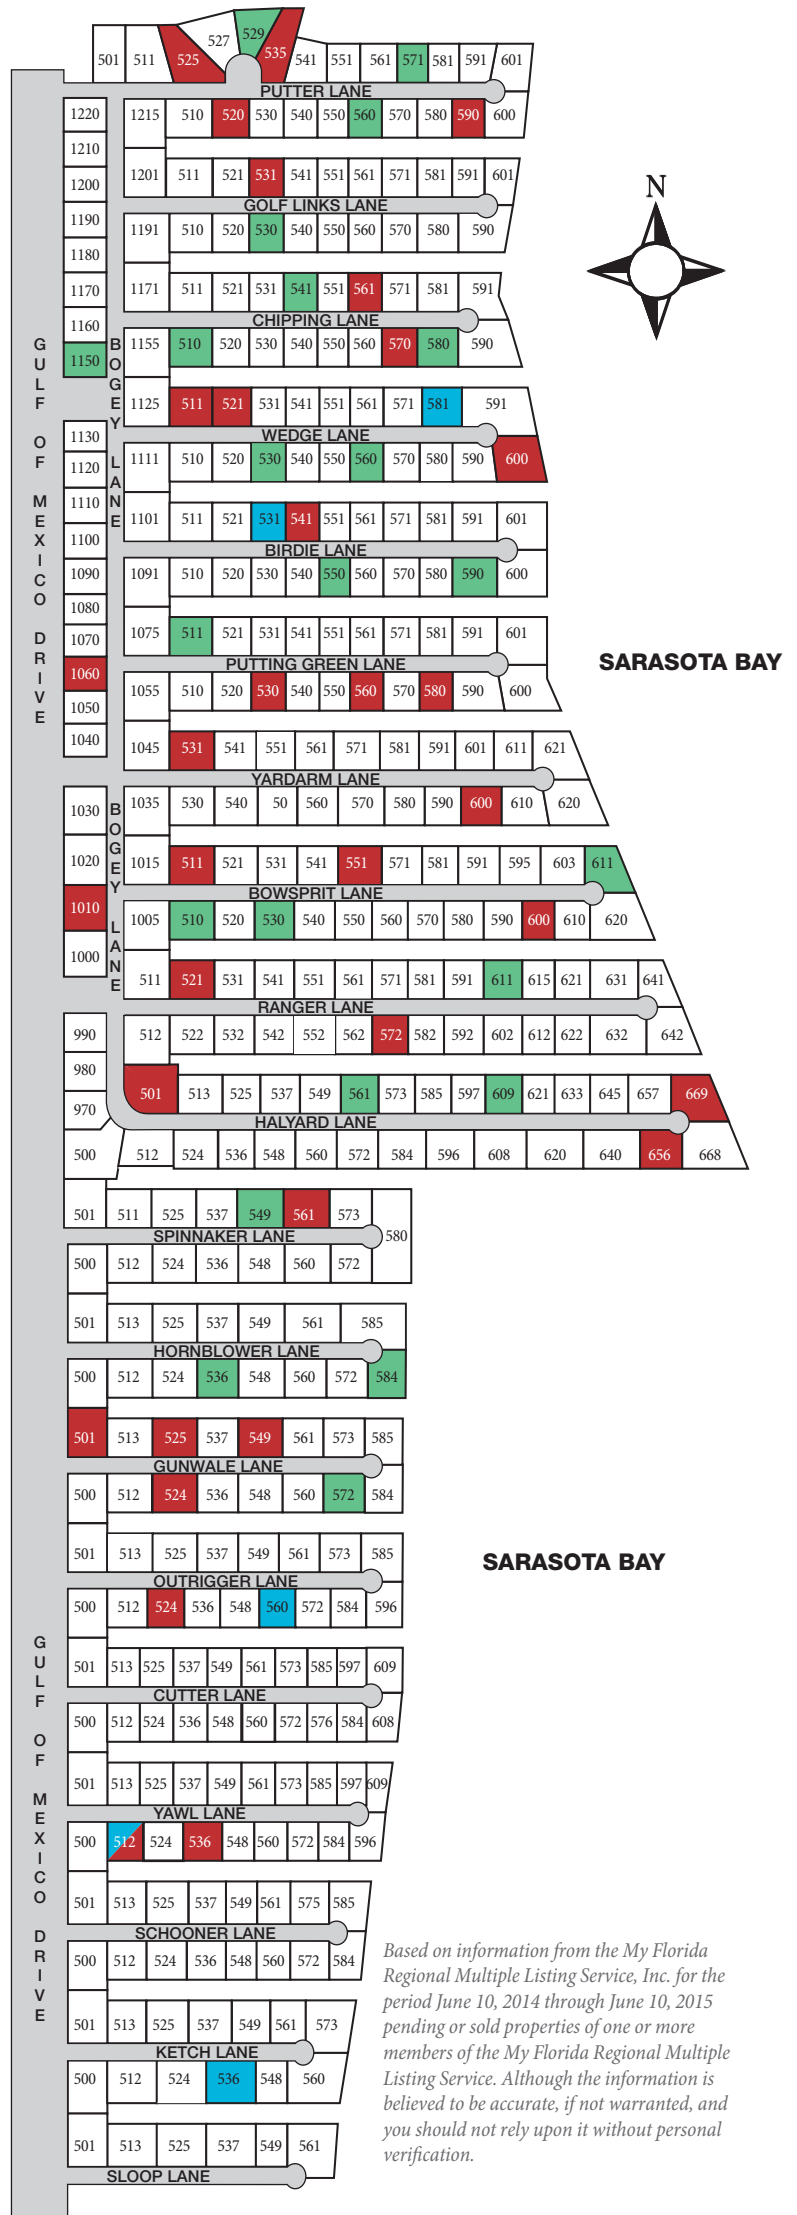 501 511 525 527 529 535 541 551 561 571 581 591 601
PUTTER LANE
1220 1215 510 520 530 540 550 560 570 580 590 600
1210
1200 1201 511 521 531 541 551 561 571 581 591 601
GOLF LINKS LANE
1190 1191 510 520 530 540 550 560 570 580 590
1180
1170 1171 511 521 531 541 551 561 571 581 591
CHIPPING LANE
1160
1150 1155 510 520 530 540 550 560 570 580 590
1125 511 521 531 541 551 561 571 581 591
WEDGE LANE
1130
1120 1111 510 520 530 540 550 560 570 580 590 600
1110
1100 1101 511 521 531 541 551 561 571 581 591 601
BIRDIE LANE
1090 1091 510 520 530 540 550 560 570 580 590 600
1080
1070 1075 511 521 531 541 551 561 571 581 591 601
PUTTING GREEN LANE
1060
1050 1055 510 520 530 540 550 560 570 580 590 600
1040 1045 531 541 551 561 571 581 591 601 611 621
YARDARM LANE
1030 1035 530 540 50 560 570 580 590 600 610 620
1020 1015 511 521 531 541 551 571 581 591 595 603 611
BOWSPRIT LANE
1010 1005 510 520 530 540 550 560 570 580 590 600 610 620
1000 511 521 531 541 551 561 571 581 591 611 615 621 631 641
RANGER LANE
990 512 522 532 542 552 562 572 582 592 602 612 622 632 642
980
970 501 513 525 537 549 561 573 585 597 609 621 633 645 657 669
HALYARD LANE
500 512 524 536 548 560 572 584 596 608 620 640 656 668
501 511 525 537 549 561 573 580
SPINNAKER LANE
500 512 524 536 548 560 572
501 513 525 537 549 561 585
HORNBLOWER LANE
500 512 524 536 548 560 572 584
501 513 525 537 549 561 573 585
GUNWALE LANE
500 512 524 536 548 560 572 584
501 513 525 537 549 561 573 585
OUTRIGGER LANE
500 512 524 536 548 560 572 584 596
501 513 525 537 549 561 573 585 597 609
CUTTER LANE
500 512 524 536 548 560 572 576 584 608
501 513 525 537 549 561 573 585 597 609
YAWL LANE
500 512 524 536 548 560 572 584 596
501 513 525 537 549 561 575 585
SCHOONER LANE
500 512 524 536 548 560 572 584
501 513 525 537 549 561 573
KETCH LANE
500 512 524 536 548 560
501 513 525 537 549 561
SLOOP LANE
GULF OF MEXICO DRIVE
BOGEY LANE
BOGEY LANE
GULF OF MEXICO DRIVE
N
SARASOTA BAY
SARASOTA BAY
Based on information from the My Florida
Regional Multiple Listing Service, Inc. for the
period June 10, 2014 through June 10, 2015
pending or sold properties of one or more
members of the My Florida Regional Multiple
Listing Service. Although the information is
believed to be accurate, if not warranted, and
you should not rely upon it without personal
verification.